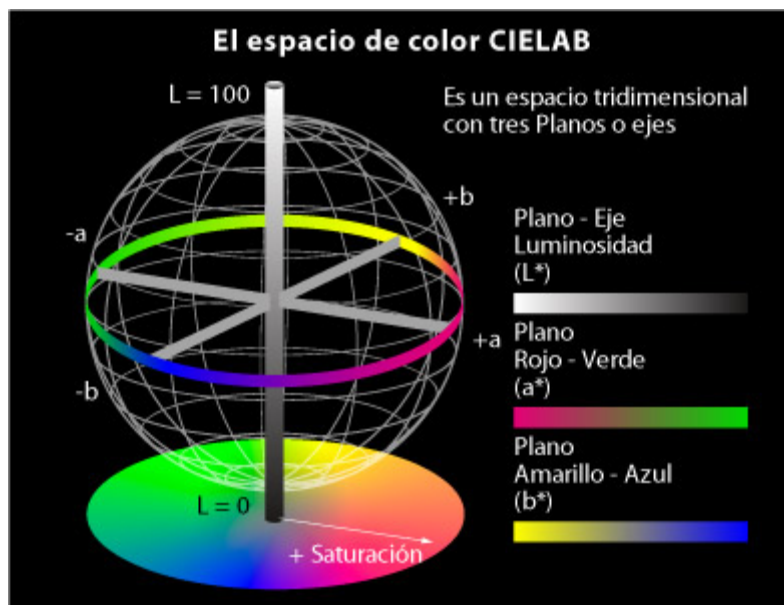 El espacio de color CIELAB
L = 100
Es un espacio tridimensional
con tres Planos o ejes
+b
-a
Plano - Eje
Luminosidad
(L*)
+a
Plano
Rojo - Verde
(a*)
-b
Plano
Amarillo - Azul
(b*)
L = 0
+ Saturación